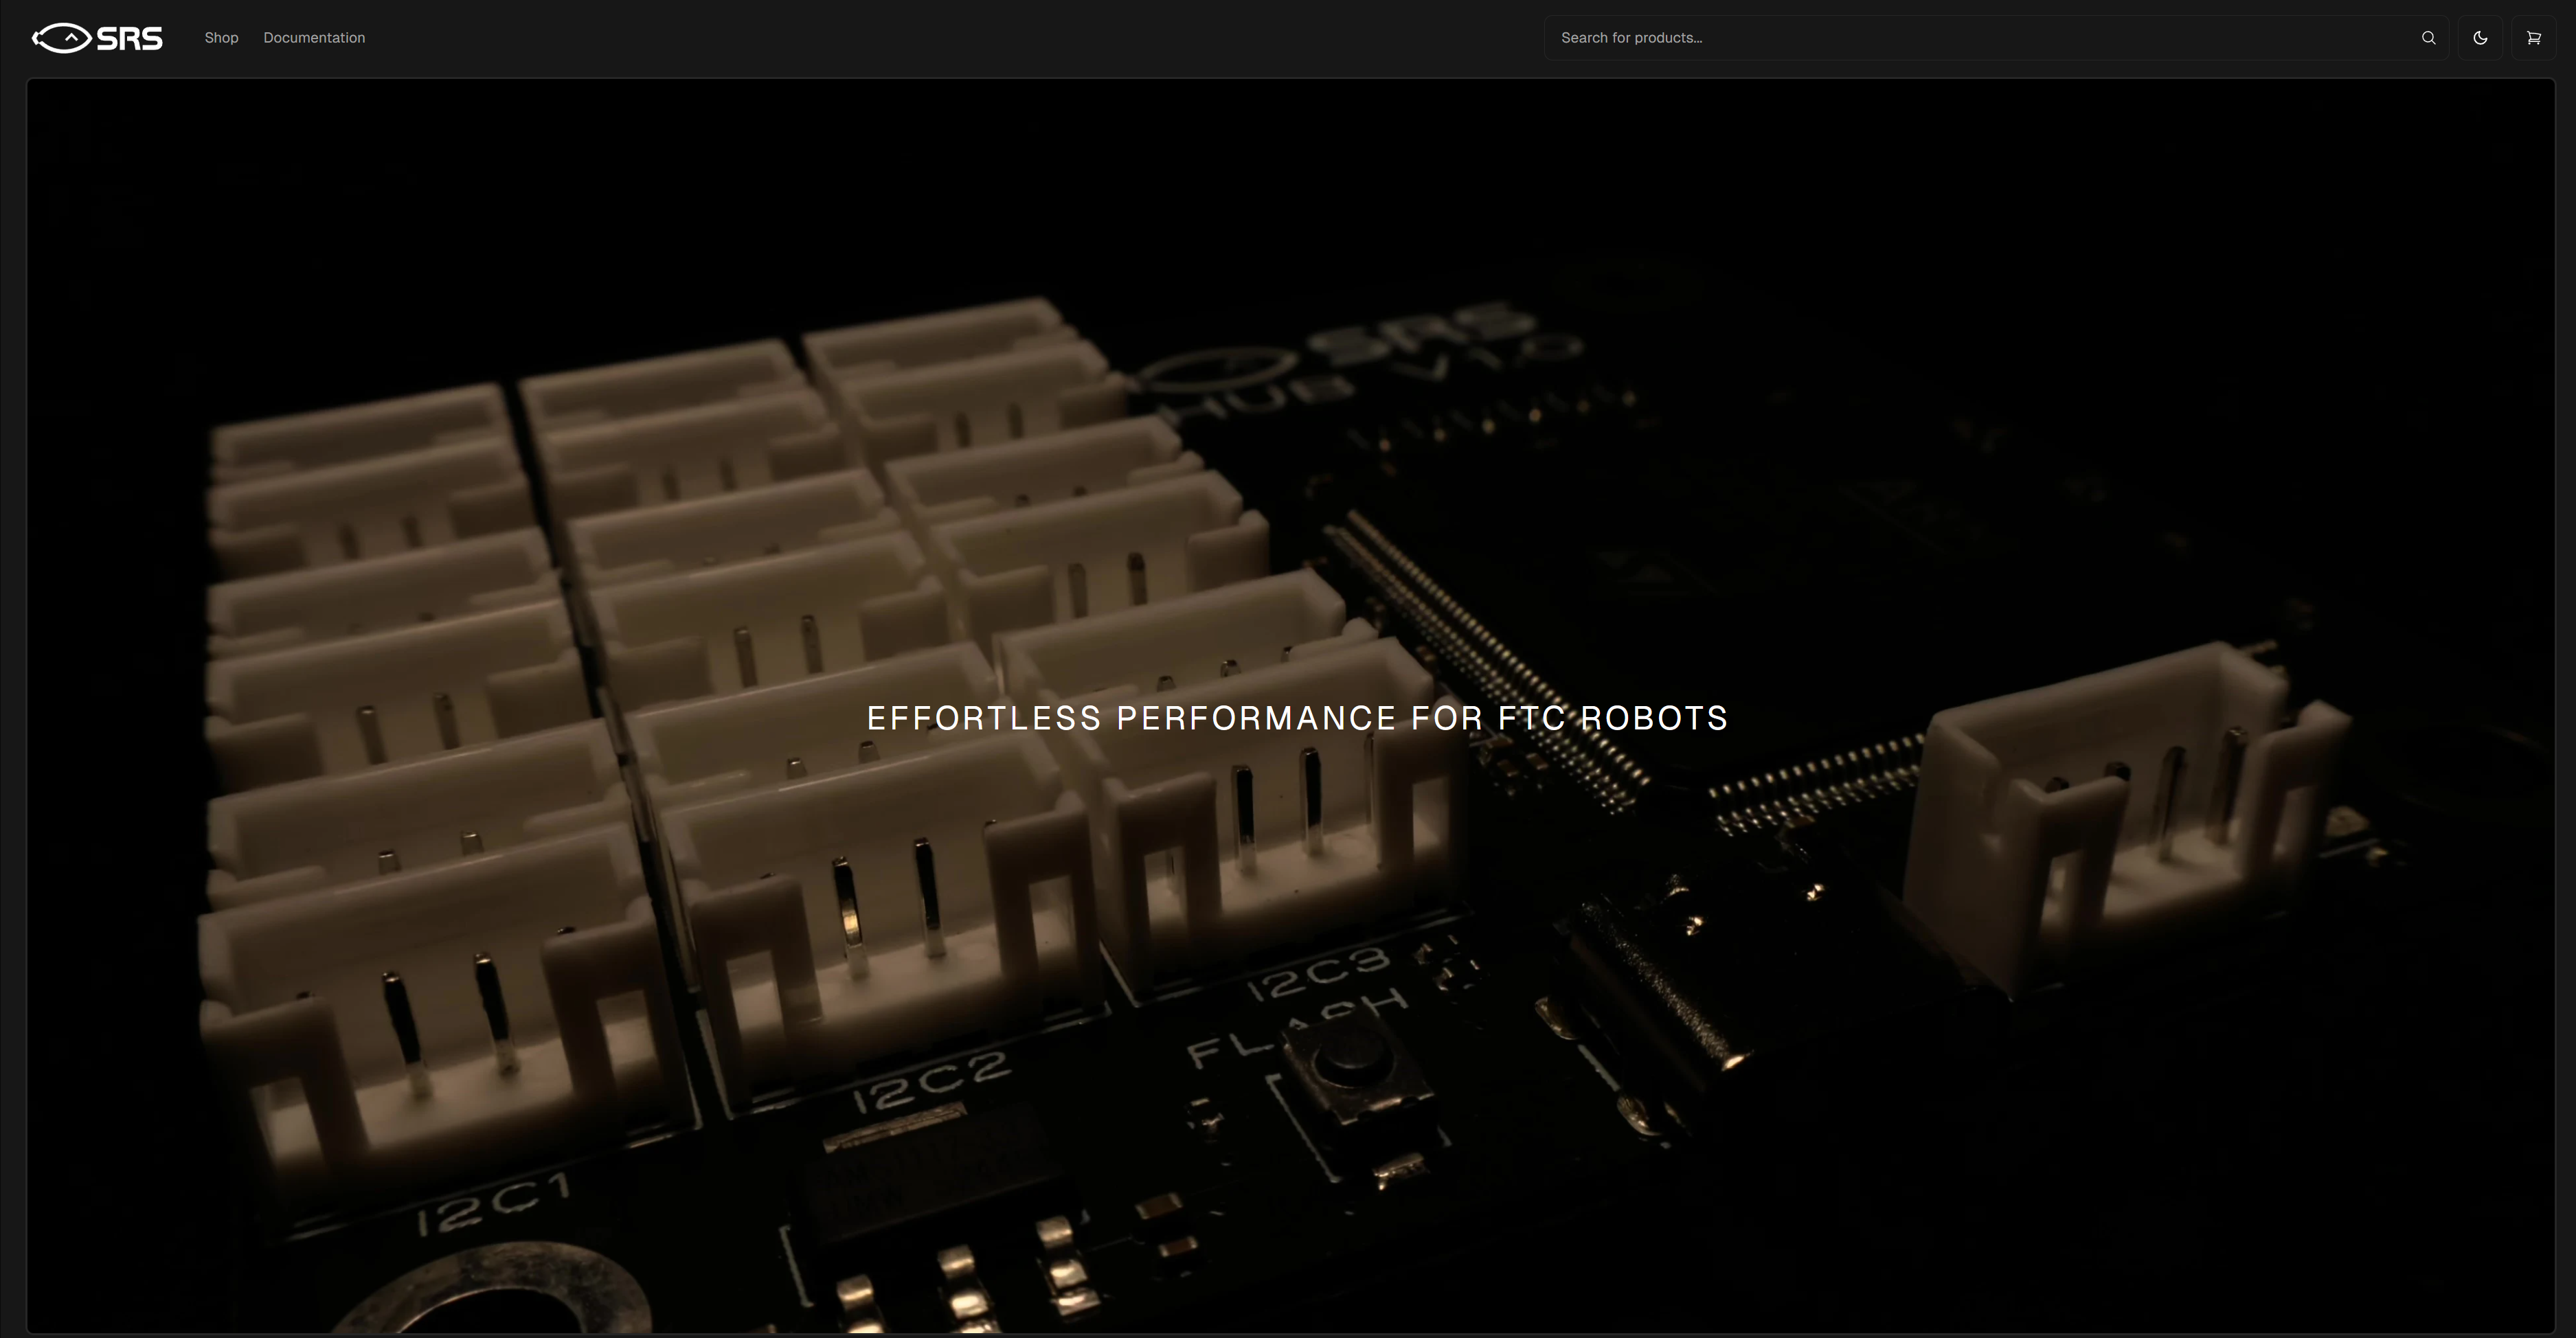 SRS
Shop
Documentation
Search for products...
SRS
HUB V1.0
EFFORTLESS PERFORMANCE FOR FTC ROBOTS
I2C3
FLASH
I2C2
I2C1